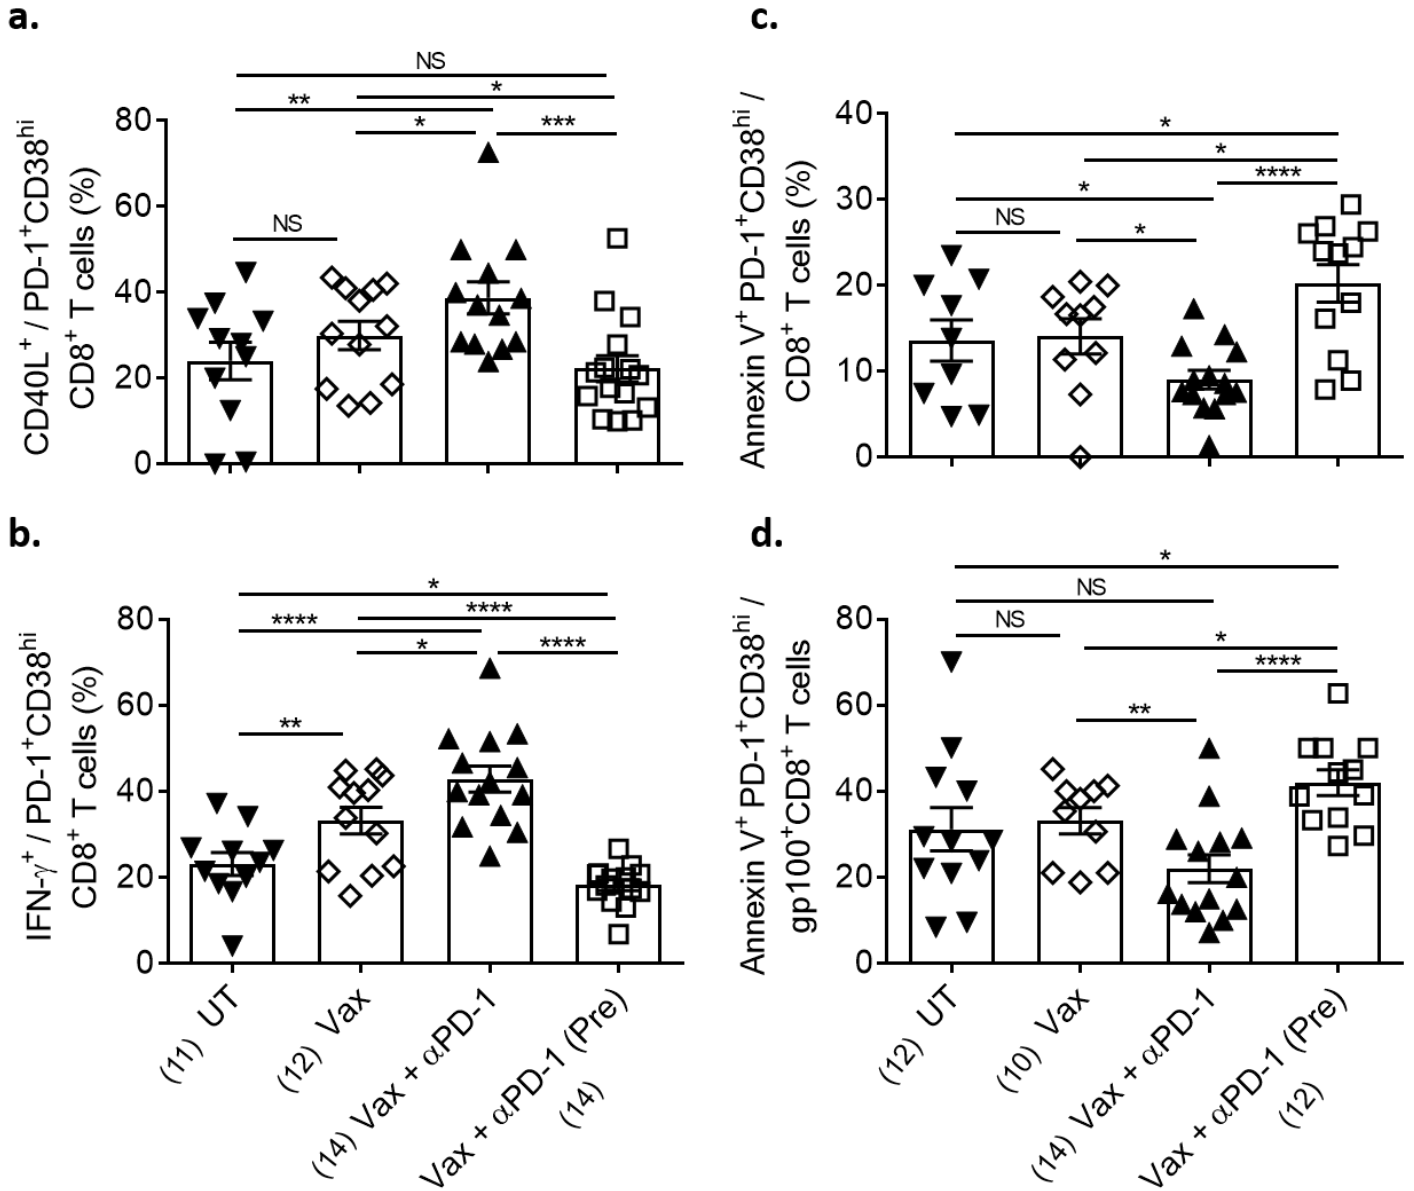 a.
NS
*
**
*
***
NS
CD40L⁺ / PD-1⁺CD38ʰⁱ
CD8⁺ T cells (%)
80
60
40
20
0
c.
*
*
****
*
NS
*
Annexin V⁺ PD-1⁺CD38ʰⁱ /
CD8⁺ T cells (%)
40
30
20
10
0
b.
*
****
****
*
****
**
IFN-γ⁺ / PD-1⁺CD38ʰⁱ
CD8⁺ T cells (%)
80
60
40
20
0
(11) UT
(12) Vax
(14) Vax + αPD-1
Vax + αPD-1 (Pre)
(14)
d.
*
NS
NS
*
****
**
Annexin V⁺ PD-1⁺CD38ʰⁱ /
gp100⁺CD8⁺ T cells
80
60
40
20
0
(12) UT
(10) Vax
(14) Vax + αPD-1
Vax + αPD-1 (Pre)
(12)